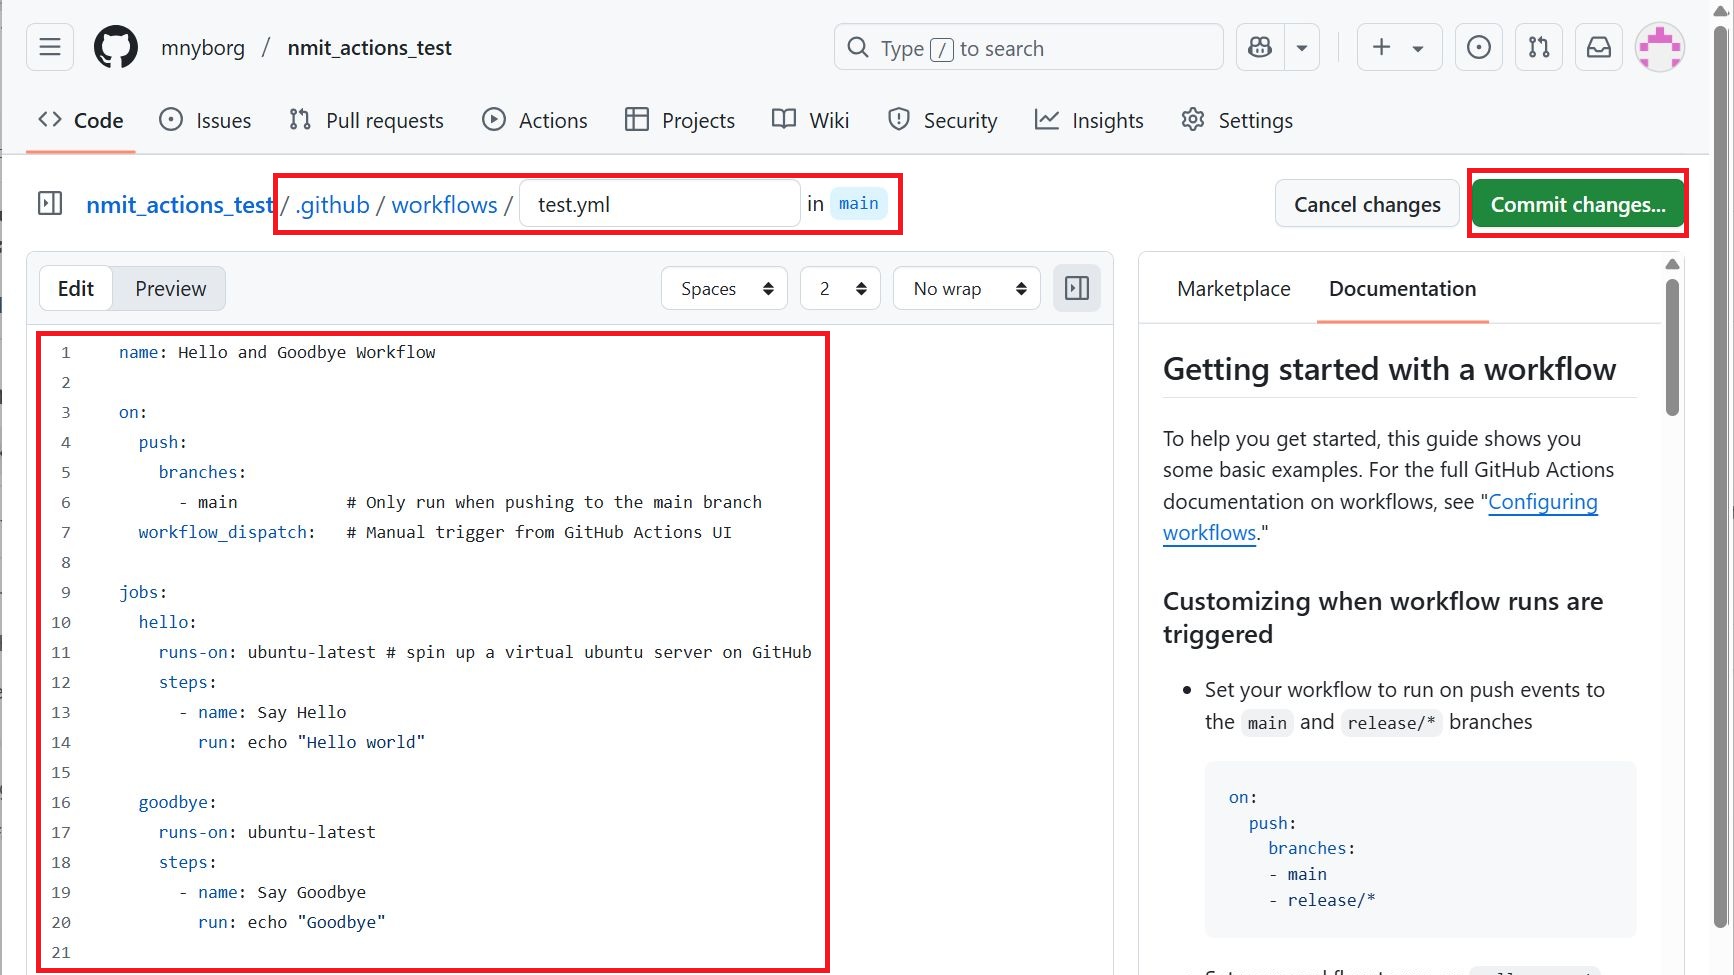 mnyborg / nmit_actions_test
Type / to search
Code
Issues
Pull requests
Actions
Projects
Wiki
Security
Insights
Settings
nmit_actions_test / .github / workflows / test.yml in main
Cancel changes
Commit changes...
Edit
Preview
Spaces
2
No wrap
1 name: Hello and Goodbye Workflow
2
3 on:
4   push:
5     branches:
6       - main           # Only run when pushing to the main branch
7   workflow_dispatch:   # Manual trigger from GitHub Actions UI
8
9 jobs:
10   hello:
11     runs-on: ubuntu-latest # spin up a virtual ubuntu server on GitHub
12     steps:
13       - name: Say Hello
14         run: echo "Hello world"
15
16   goodbye:
17     runs-on: ubuntu-latest
18     steps:
19       - name: Say Goodbye
20         run: echo "Goodbye"
21
Marketplace
Documentation
Getting started with a workflow
To help you get started, this guide shows you
some basic examples. For the full GitHub Actions
documentation on workflows, see "Configuring
workflows."
Customizing when workflow runs are
triggered
• Set your workflow to run on push events to
the main and release/* branches
on:
  push:
    branches:
    - main
    - release/*